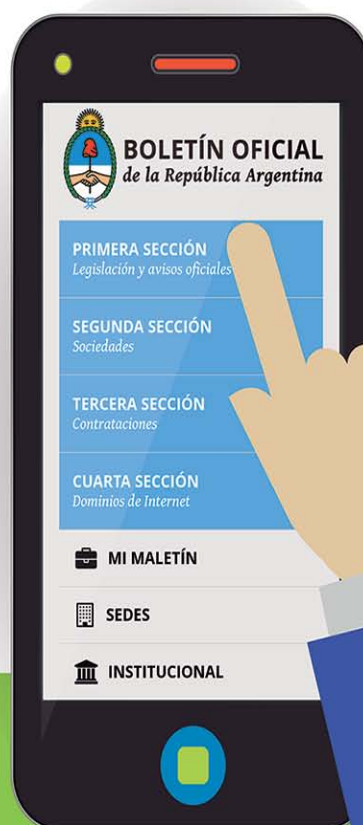 BOLETÍN OFICIAL
de la República Argentina
PRIMERA SECCIÓN
Legislación y avisos oficiales
SEGUNDA SECCIÓN
Sociedades
TERCERA SECCIÓN
Contrataciones
CUARTA SECCIÓN
Dominios de Internet
MI MALETÍN
SEDES
INSTITUCIONAL